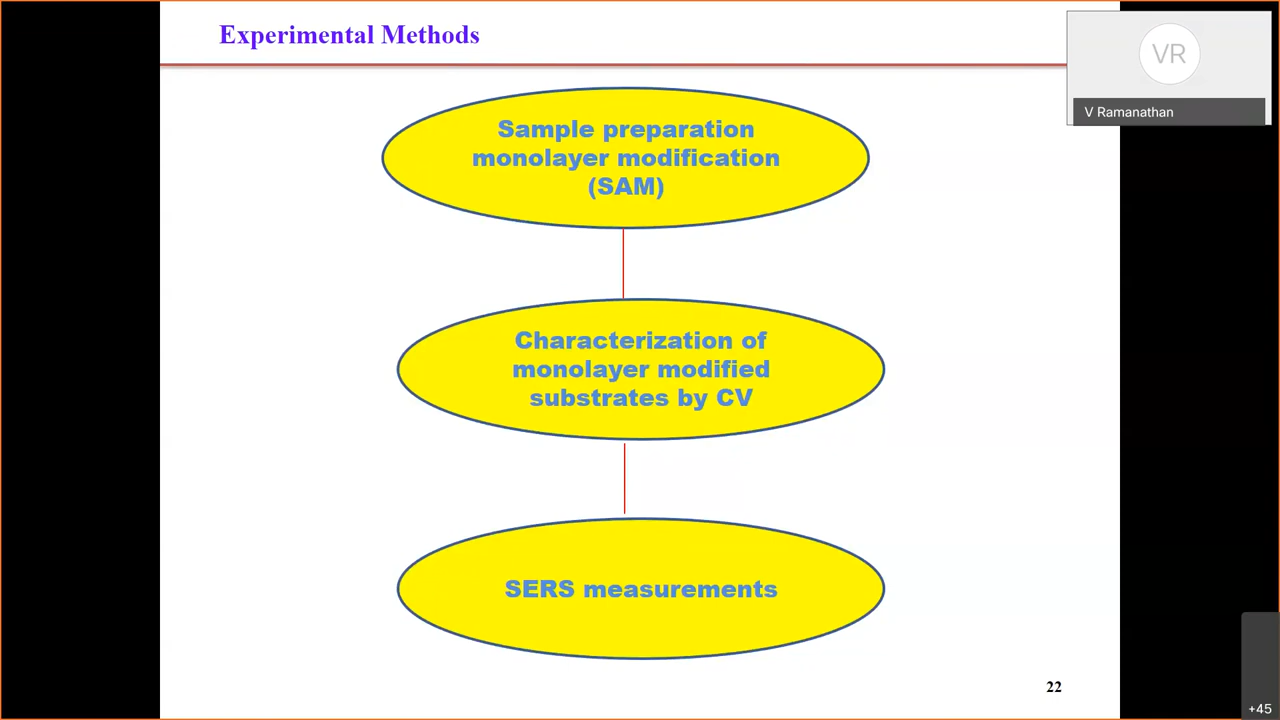 Experimental Methods
VR
V Ramanathan
Sample preparation
monolayer modification
(SAM)
Characterization of
monolayer modified
substrates by CV
SERS measurements
22
+45